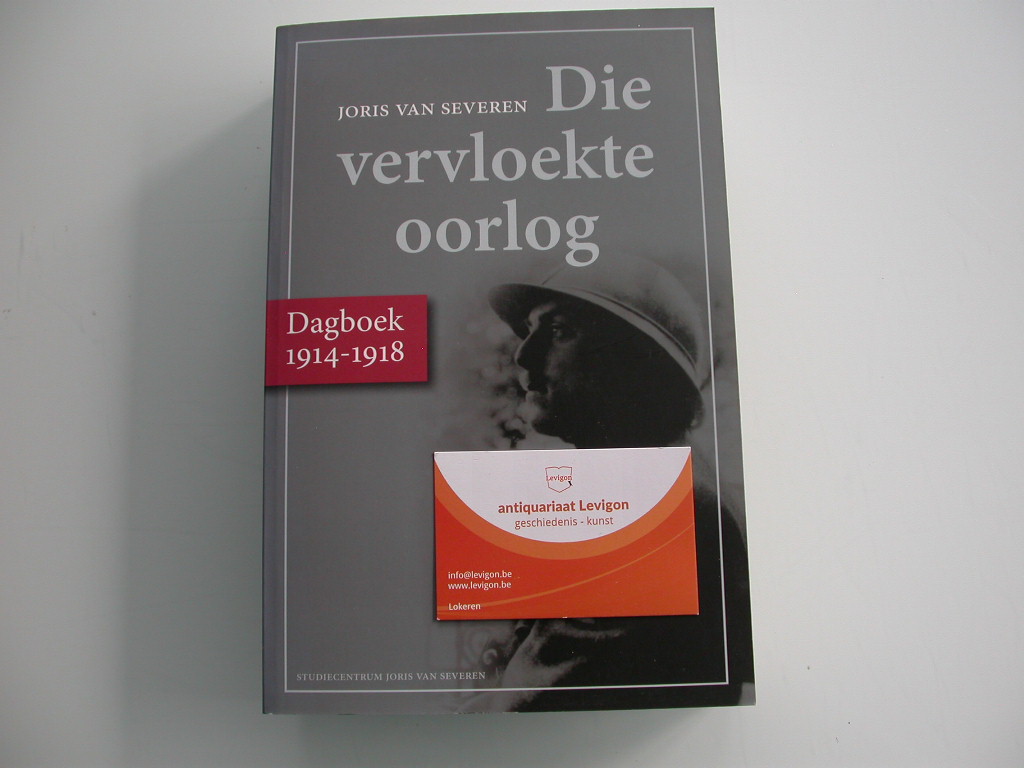 JORIS VAN SEVEREN Die
vervloekte
oorlog
Dagboek
1914-1918
Levigon
antiquariaat Levigon
geschiedenis - kunst
info@levigon.be
www.levigon.be
Lokeren
STUDIECENTRUM JORIS VAN SEVEREN